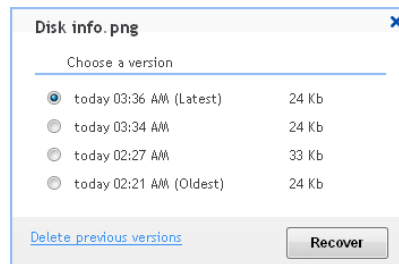 Disk info.png
Choose a version
today 03:36 AM (Latest) 24 Kb
today 03:34 AM 24 Kb
today 02:27 AM 33 Kb
today 02:21 AM (Oldest) 24 Kb
Delete previous versions
Recover